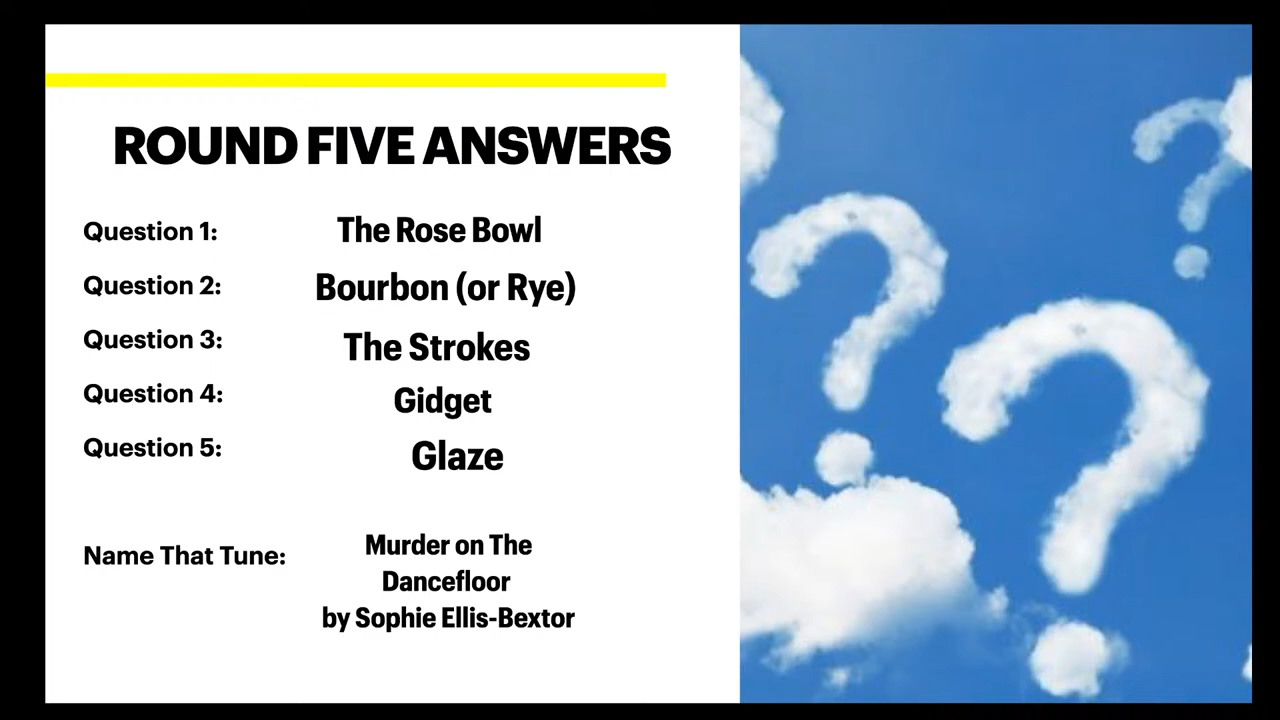 ROUND FIVE ANSWERS
Question 1: The Rose Bowl
Question 2: Bourbon (or Rye)
Question 3: The Strokes
Question 4: Gidget
Question 5: Glaze
Name That Tune: Murder on The
Dancefloor
by Sophie Ellis-Bextor